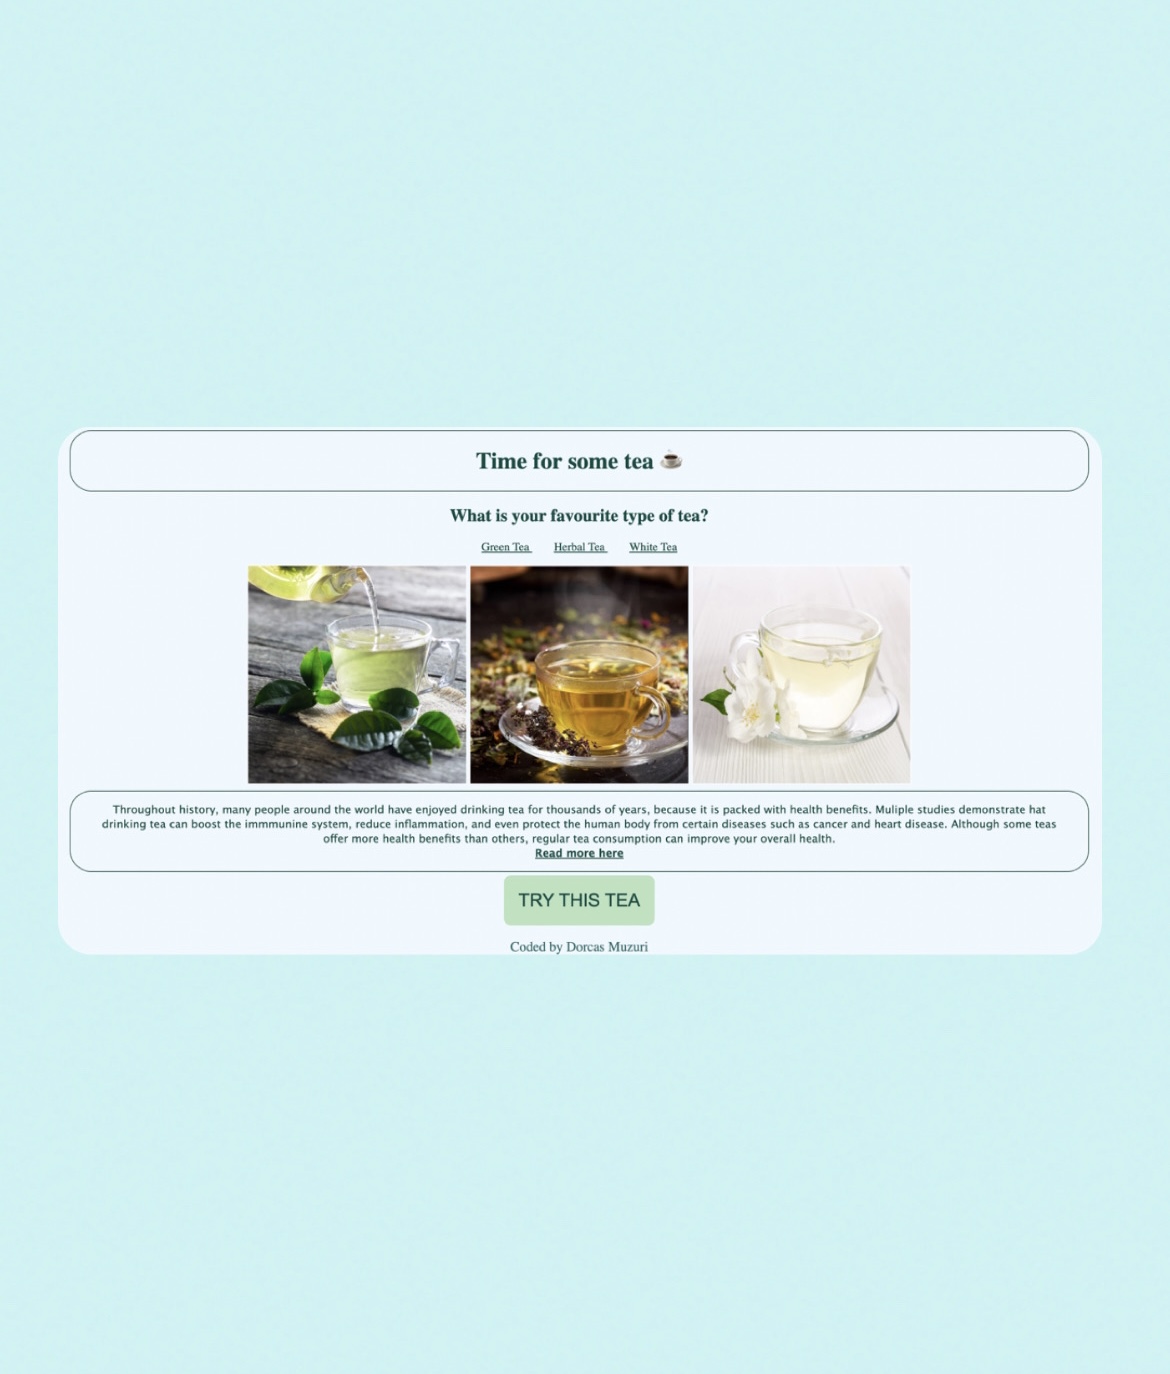 Time for some tea ☕
What is your favourite type of tea?
Green Tea Herbal Tea White Tea
Throughout history, many people around the world have enjoyed drinking tea for thousands of years, because it is packed with health benefits. Muliple studies demonstrate hat
drinking tea can boost the immmunine system, reduce inflammation, and even protect the human body from certain diseases such as cancer and heart disease. Although some teas
offer more health benefits than others, regular tea consumption can improve your overall health.
Read more here
TRY THIS TEA
Coded by Dorcas Muzuri